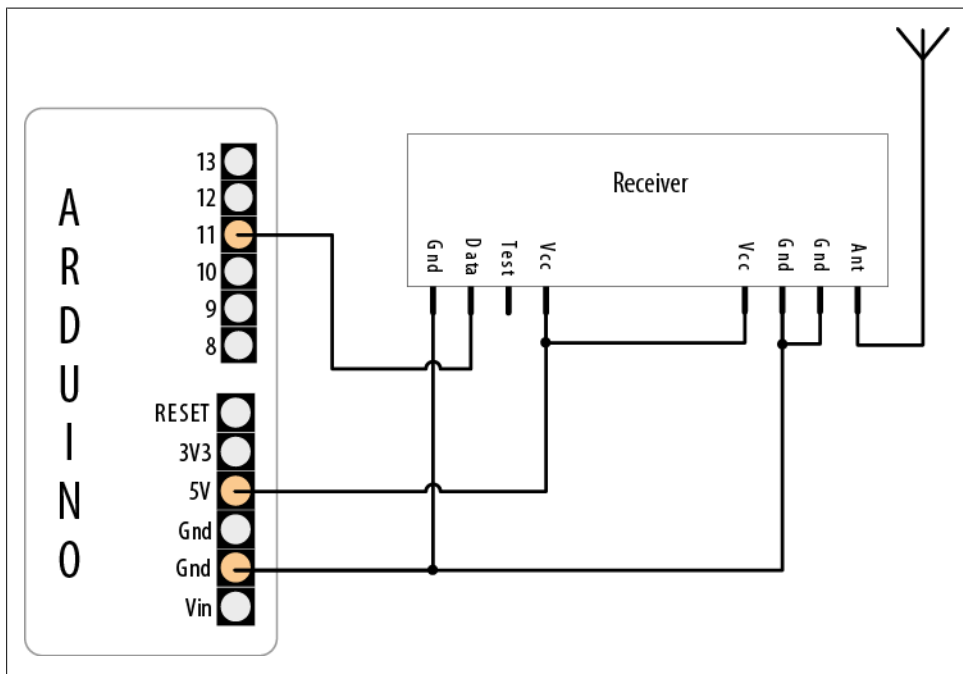 ARDUINO
13
12
11
10
9
8
RESET
3V3
5V
Gnd
Gnd
Vin
Receiver
Gnd
Data
Test
Vcc
Vcc
Gnd
Gnd
Ant